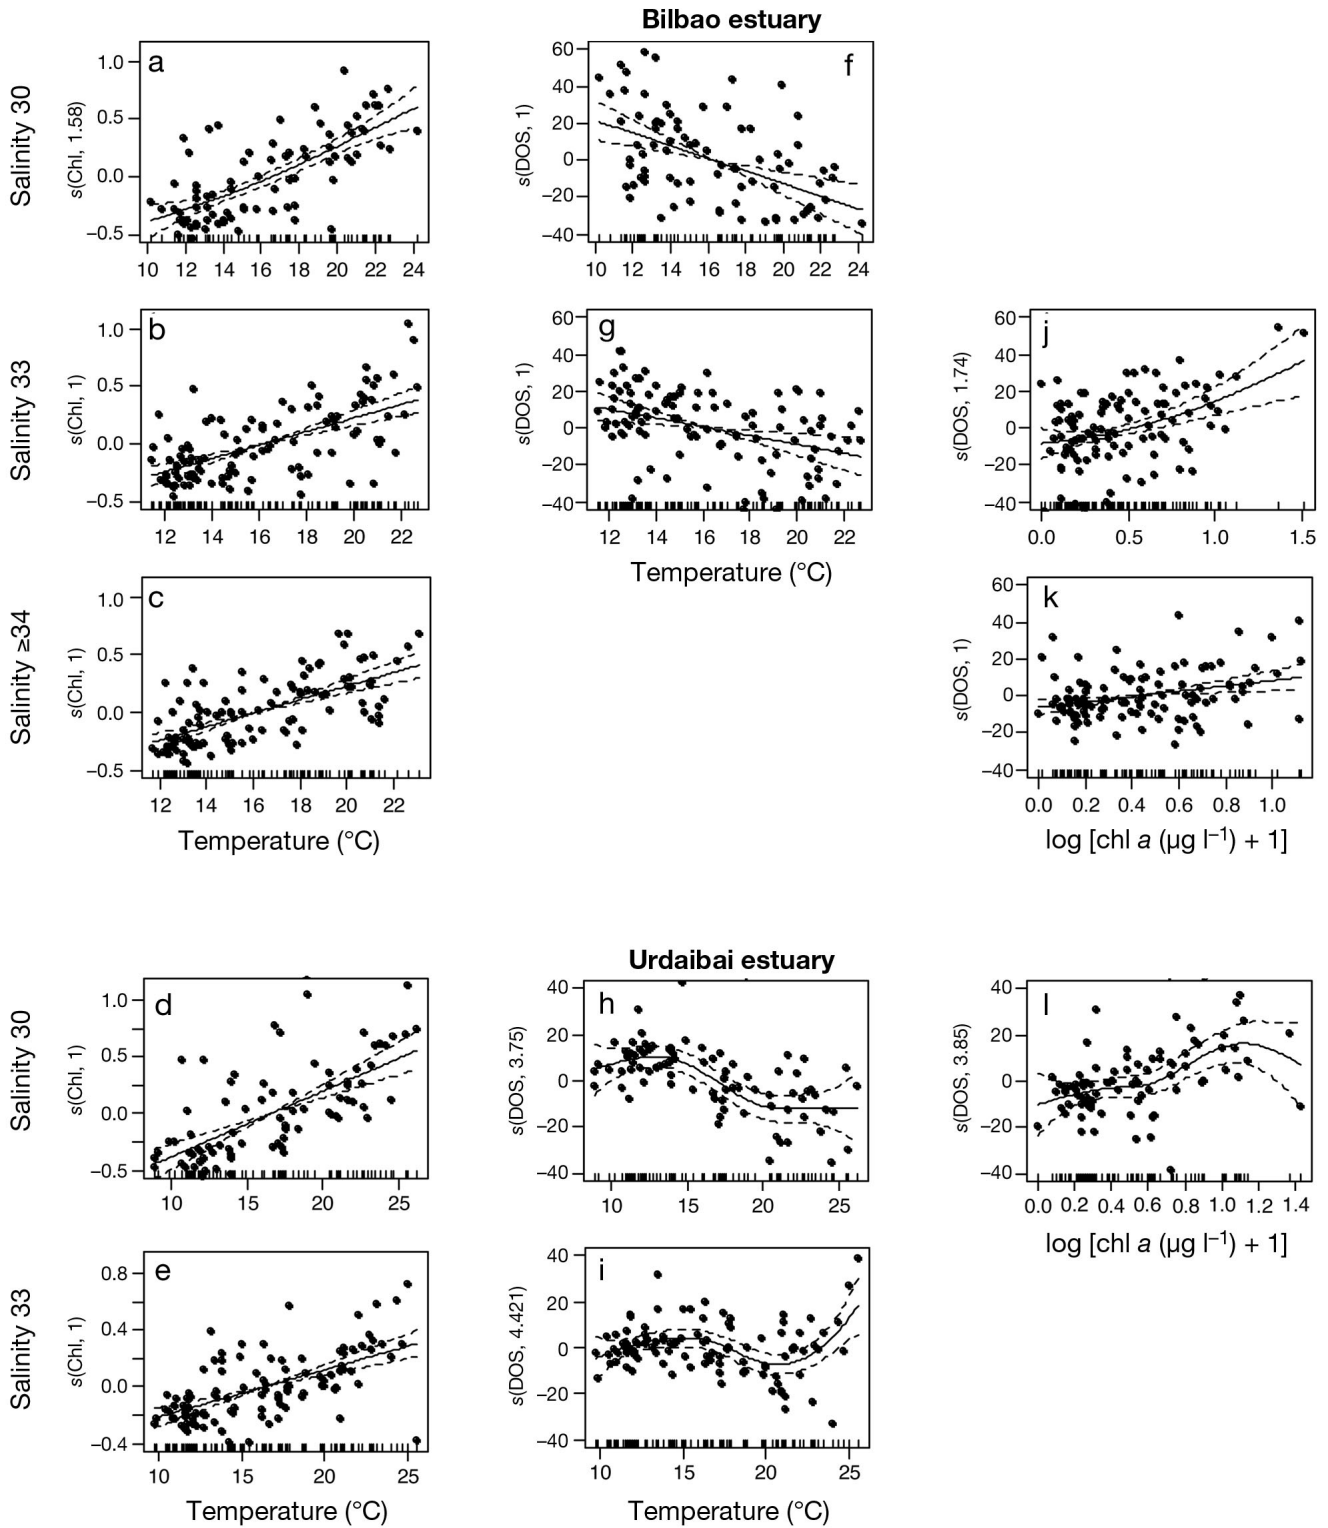 Bilbao estuary
Salinity 30
a
s(Chl, 1.58)
1.0
0.5
0.0
−0.5
10 12 14 16 18 20 22 24
f
s(DOS, 1)
60
40
20
0
−20
−40
10 12 14 16 18 20 22 24
Salinity 33
b
s(Chl, 1)
1.0
0.5
0.0
−0.5
12 14 16 18 20 22
g
s(DOS, 1)
60
40
20
0
−20
−40
12 14 16 18 20 22
Temperature (°C)
j
s(DOS, 1.74)
60
40
20
0
−20
−40
0.0 0.5 1.0 1.5
Salinity ≥34
c
s(Chl, 1)
1.0
0.5
0.0
−0.5
12 14 16 18 20 22
Temperature (°C)
k
s(DOS, 1)
60
40
20
0
−20
−40
0.0 0.2 0.4 0.6 0.8 1.0
log [chl a (µg l−1) + 1]
Urdaibai estuary
Salinity 30
d
s(Chl, 1)
1.0
0.5
0.0
−0.5
10 15 20 25
h
s(DOS, 3.75)
40
20
0
−20
−40
10 15 20 25
l
s(DOS, 3.85)
40
20
0
−20
−40
0.0 0.2 0.4 0.6 0.8 1.0 1.2 1.4
log [chl a (µg l−1) + 1]
Salinity 33
e
s(Chl, 1)
0.8
0.4
0.0
−0.4
10 15 20 25
Temperature (°C)
i
s(DOS, 4.421)
40
20
0
−20
−40
10 15 20 25
Temperature (°C)